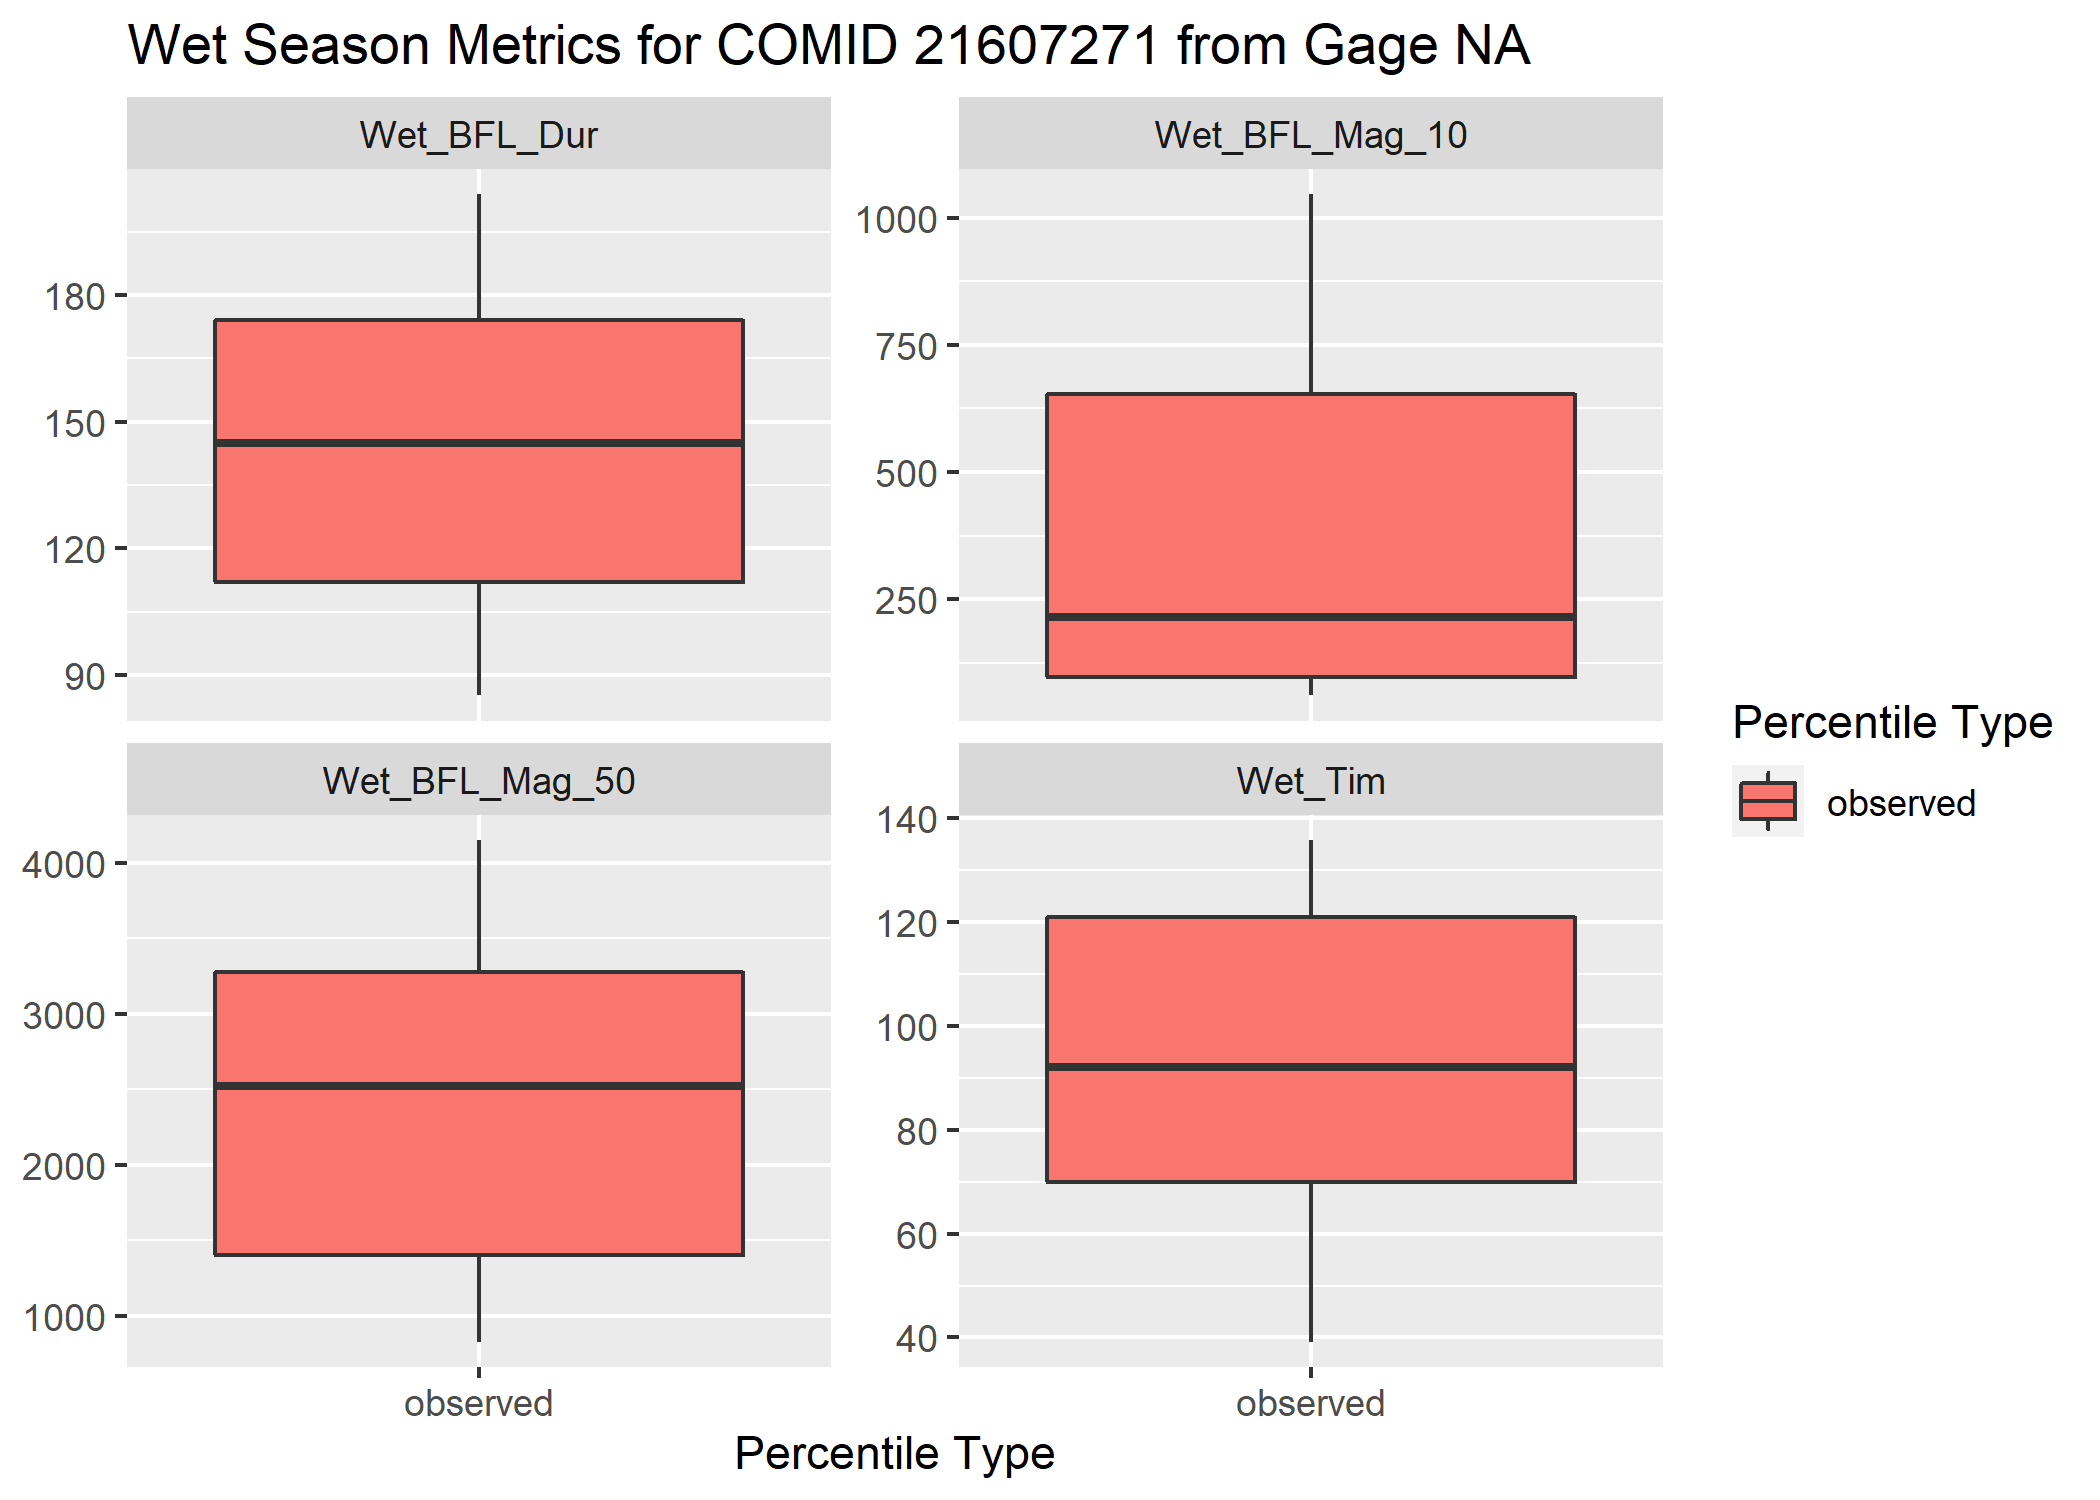 Wet Season Metrics for COMID 21607271 from Gage NA
Wet_BFL_Dur
Wet_BFL_Mag_10
180
150
120
90
1000
750
500
250
Wet_BFL_Mag_50
Wet_Tim
4000
3000
2000
1000
140
120
100
80
60
40
observed
observed
Percentile Type
Percentile Type
observed